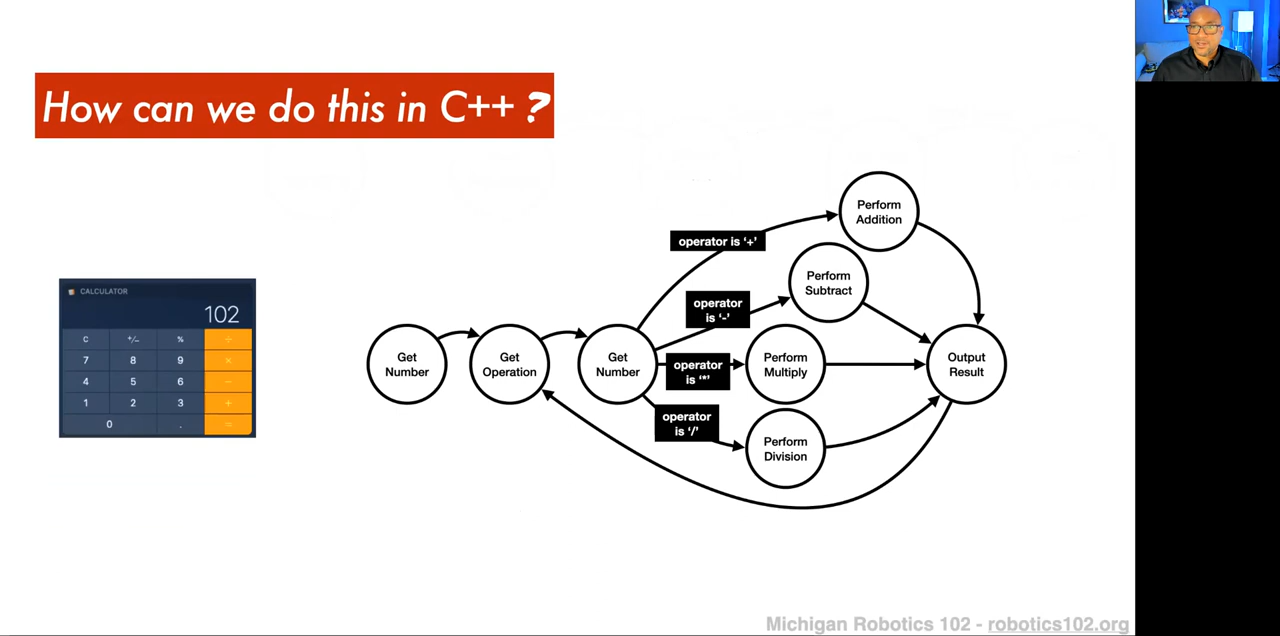 How can we do this in C++ ?
CALCULATOR
102
C +/− % ÷
7 8 9 ×
4 5 6 −
1 2 3 +
0 . =
Get
Number
Get
Operation
Get
Number
operator is ‘+’
operator
is ‘-’
operator
is ‘*’
operator
is ‘/’
Perform
Addition
Perform
Subtract
Perform
Multiply
Perform
Division
Output
Result
Michigan Robotics 102 - robotics102.org